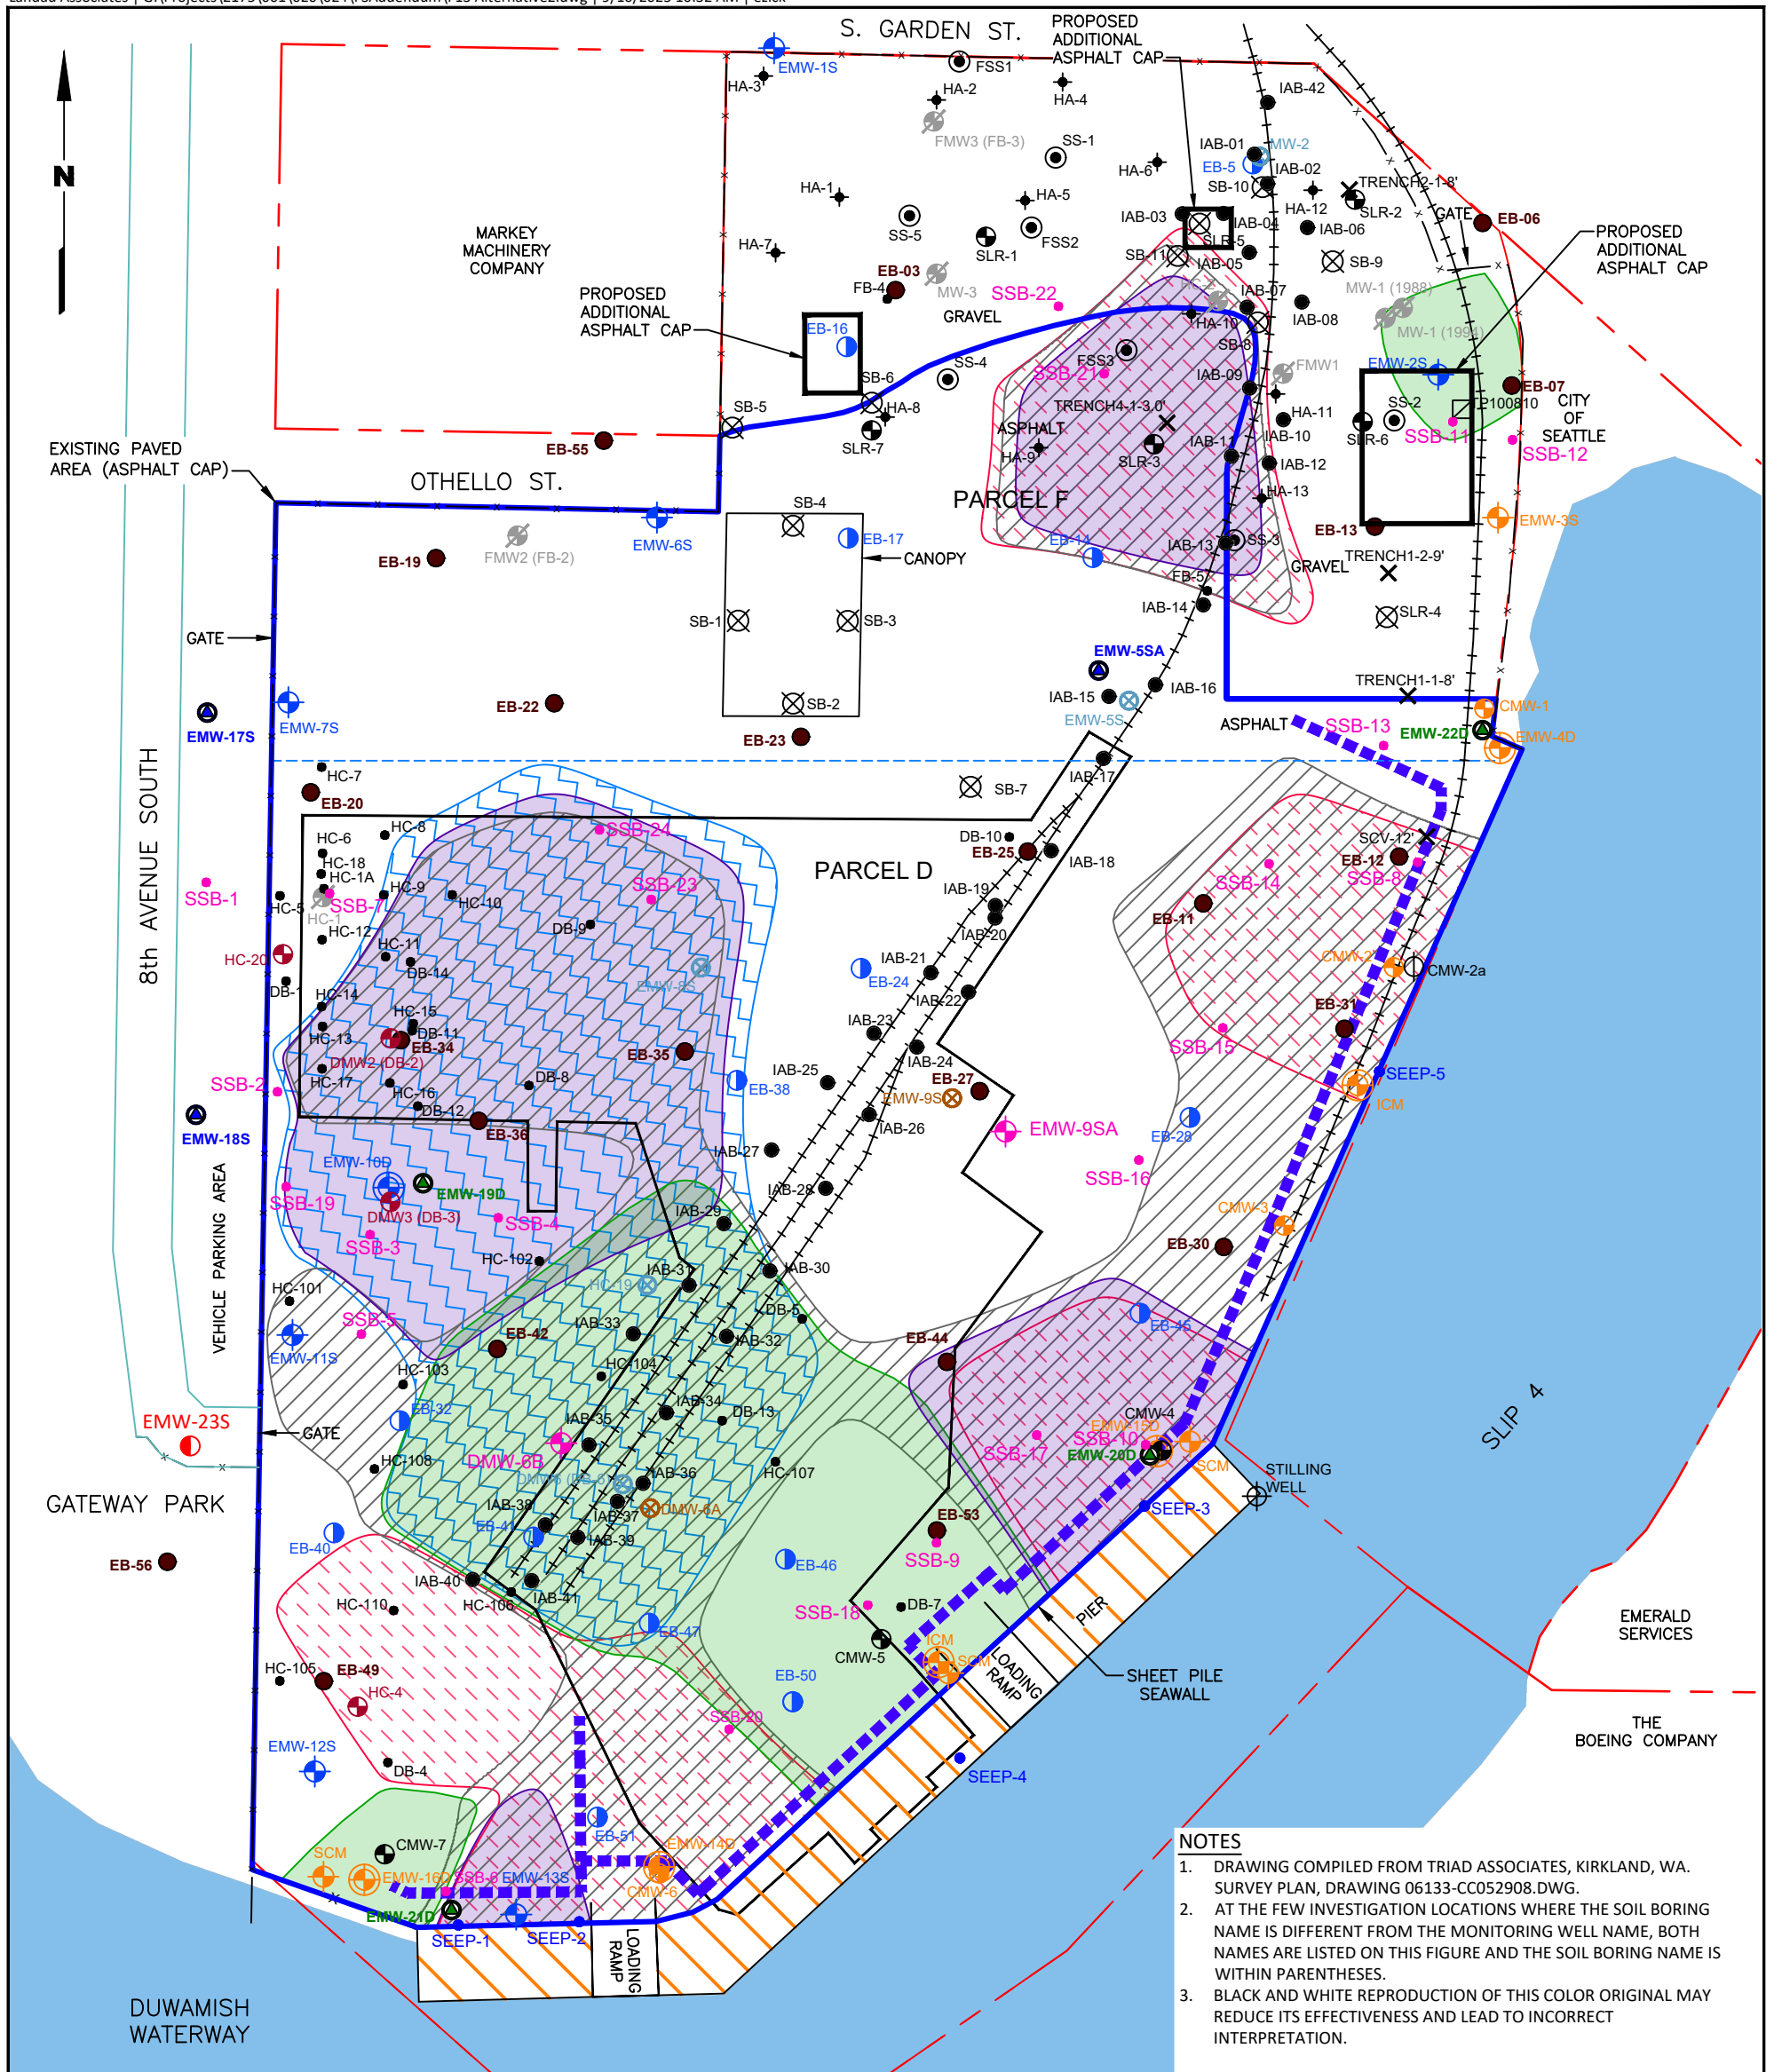 S. GARDEN ST.
PROPOSED
ADDITIONAL
ASPHALT CAP
EMW-1S
FSS1
HA-3
HA-2
HA-4
IAB-42
FMW3 (FB-3)
SS-1
IAB-01
MW-2
HA-6
EB-5
IAB-02
SB-10
TRENCH2-1-8'
HA-1
HA-5
HA-12
SLR-2
N
SS-5
FSS2
IAB-03
IAB-04
IAB-06
GATE
EB-06
MARKEY
MACHINERY
COMPANY
HA-7
SLR-1
SLR-5
SB-11
IAB-05
SB-9
PROPOSED
ADDITIONAL
ASPHALT CAP
EB-03
FB-4
MW-3
SSB-22
IAB-07
MW-1 (1988)
IAB-08
MW-1 (1994)
PROPOSED
ADDITIONAL
ASPHALT CAP
EB-16
GRAVEL
HA-10
SB-8
FSS3
SS-4
SSB-21
FMW1
EMW-2S
EB-07
IAB-09
SB-6
TRENCH4-1-3.0'
TP100810
CITY
OF
SEATTLE
SB-5
HA-8
SLR-7
ASPHALT
HA-9
SLR-3
HA-11
IAB-10
IAB-11
SS-2
SLR-6
SSB-11
SSB-12
EB-55
EXISTING PAVED
AREA (ASPHALT CAP)
IAB-12
OTHELLO ST.
PARCEL F
HA-13
SB-4
EMW-6S
FMW2 (FB-2)
EB-17
EMW-3S
EB-13
EB-19
CANOPY
EB-14
IAB-13
SS-3
TRENCH1-2-9'
GRAVEL
FB-5
IAB-14
SB-1
SB-3
SLR-4
GATE
EMW-5SA
TRENCH1-1-8'
IAB-15
IAB-16
EB-22
SB-2
EMW-5S
EMW-7S
EMW-17S
EB-23
ASPHALT
SSB-13
CMW-1
EMW-22D
EMW-4D
8th AVENUE SOUTH
HC-7
EB-20
IAB-17
SB-7
HC-6
HC-8
SSB-24
DB-10
EB-25
IAB-18
PARCEL D
SCV-12'
EB-12
SSB-8
SSB-14
HC-18
HC-1A
SSB-1
HC-5
SSB-7
HC-1
HC-9
HC-10
SSB-23
IAB-19
EB-11
HC-12
DB-9
IAB-20
HC-20
HC-11
DB-14
IAB-21
EB-24
CMW-2
CMW-2a
DB-1
HC-14
EMW-8S
IAB-22
HC-13
HC-15
DB-11
EB-34
IAB-23
EB-31
DMW2 (DB-2)
EB-35
IAB-24
SSB-15
SSB-2
HC-17
HC-16
DB-8
EB-38
IAB-25
EB-27
EMW-9S
SEEP-5
ICM
DB-12
EB-36
IAB-26
EMW-9SA
EB-28
EMW-18S
IAB-27
EMW-10D
EMW-19D
SSB-16
IAB-28
SSB-19
DMW3 (DB-3)
SSB-4
IAB-29
CMW-3
SSB-3
EB-30
HC-102
IAB-31
IAB-30
HC-19
VEHICLE PARKING AREA
HC-101
DB-5
EB-45
SSB-5
EMW-11S
EB-42
IAB-33
IAB-32
EB-44
HC-103
HC-104
SLIP 4
EB-32
IAB-34
DB-13
EMW-23S
GATE
IAB-35
CMW-4
EMW-15D
SSB-17
SSB-10
EMW-20D
SCM
DMW-6B
HC-108
IAB-36
HC-107
STILLING
WELL
GATEWAY PARK
IAB-38
IAB-37
DMW-6A
SEEP-3
EB-53
EB-41
IAB-39
EB-40
SSB-9
EB-46
EB-56
IAB-40
IAB-41
HC-106
HC-110
SSB-18
DB-7
PIER
EB-47
EMERALD
SERVICES
CMW-5
ICM
SCM
HC-105
EB-49
EB-50
LOADING
RAMP
SHEET PILE
SEAWALL
HC-4
SSB-20
THE
BOEING COMPANY
EMW-12S
DB-4
SEEP-4
EB-51
CMW-7
EMW-14D
SCM
EMW-16D
SSB-6
EMW-13S
CMW-6
EMW-21D
SEEP-1
SEEP-2
LOADING
RAMP
DUWAMISH
WATERWAY
NOTES
1. DRAWING COMPILED FROM TRIAD ASSOCIATES, KIRKLAND, WA.
SURVEY PLAN, DRAWING 06133-CC052908.DWG.
2. AT THE FEW INVESTIGATION LOCATIONS WHERE THE SOIL BORING
NAME IS DIFFERENT FROM THE MONITORING WELL NAME, BOTH
NAMES ARE LISTED ON THIS FIGURE AND THE SOIL BORING NAME IS
WITHIN PARENTHESES.
3. BLACK AND WHITE REPRODUCTION OF THIS COLOR ORIGINAL MAY
REDUCE ITS EFFECTIVENESS AND LEAD TO INCORRECT
INTERPRETATION.